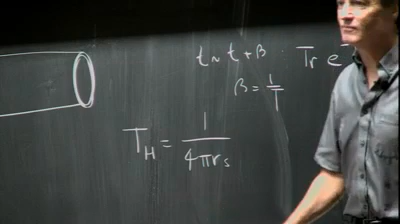 t ~ t + β · Tr e
β = 1/T
T_H = 1/4πr_s